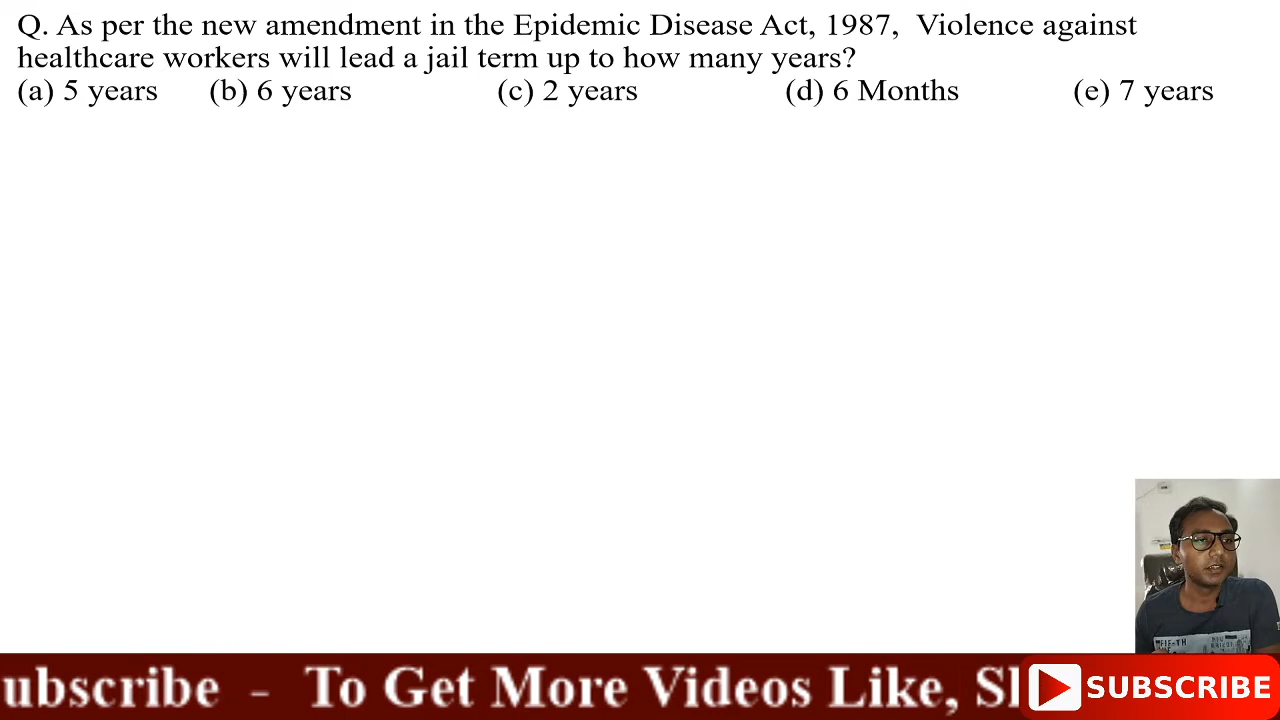 Q. As per the new amendment in the Epidemic Disease Act, 1987, Violence against
healthcare workers will lead a jail term up to how many years?
(a) 5 years (b) 6 years (c) 2 years (d) 6 Months (e) 7 years
ubscribe - To Get More Videos Like, Sl
SUBSCRIBE